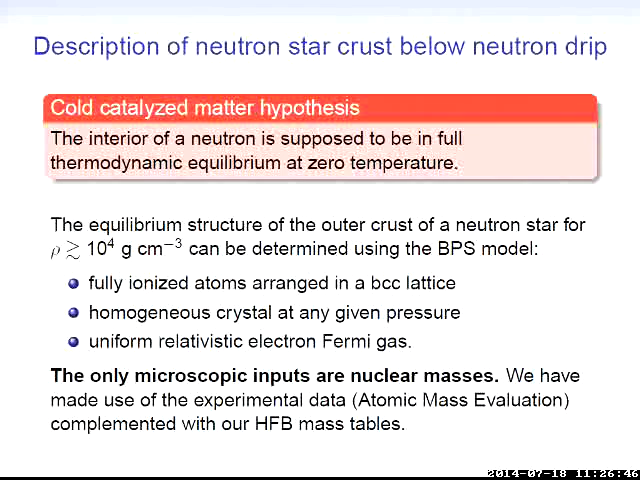 Description of neutron star crust below neutron drip
Cold catalyzed matter hypothesis
The interior of a neutron is supposed to be in full
thermodynamic equilibrium at zero temperature.
The equilibrium structure of the outer crust of a neutron star for
ρ ≳ 10⁴ g cm⁻³ can be determined using the BPS model:
fully ionized atoms arranged in a bcc lattice
homogeneous crystal at any given pressure
uniform relativistic electron Fermi gas.
The only microscopic inputs are nuclear masses. We have
made use of the experimental data (Atomic Mass Evaluation)
complemented with our HFB mass tables.
2014-07-18 11:26:46